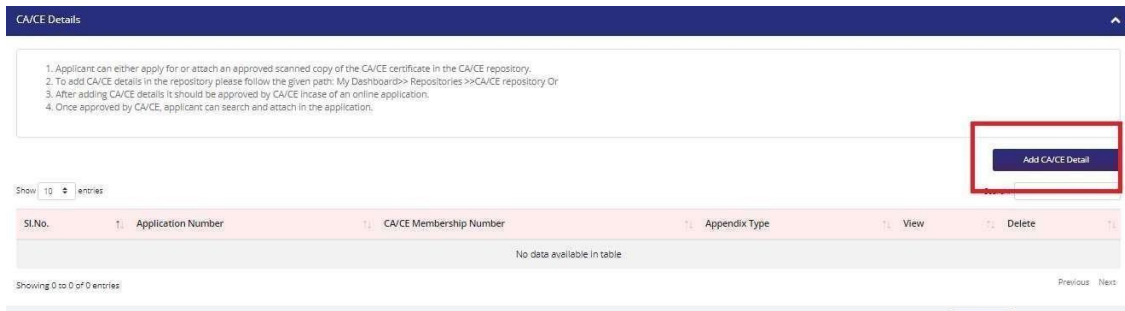 CA/CE Details
1. Applicant can either apply for or attach an approved scanned copy of the CA/CE certificate in the CA/CE repository.
2. To add CA/CE details in the repository please follow the given path: My Dashboard>> Repositories >>CA/CE repository Or
3. After adding CA/CE details it should be approved by CA/CE incase of an online application.
4. Once approved by CA/CE, applicant can search and attach in the application.
Add CA/CE Detail
Show 10 entries
Sl.No. Application Number CA/CE Membership Number Appendix Type View Delete
No data available in table
Showing 0 to 0 of 0 entries Previous Next